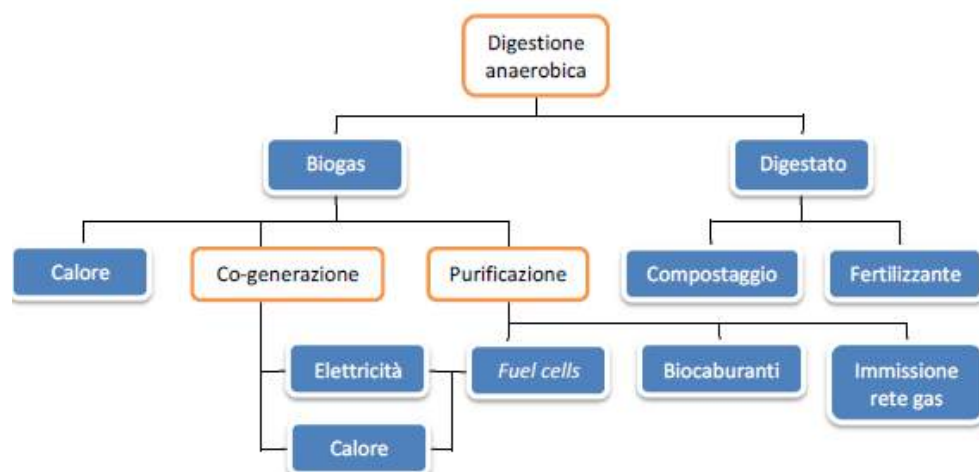 Digestione
anaerobica
Biogas
Digestato
Calore
Co-generazione
Purificazione
Compostaggio
Fertilizzante
Elettricità
Fuel cells
Biocaburanti
Immissione
rete gas
Calore